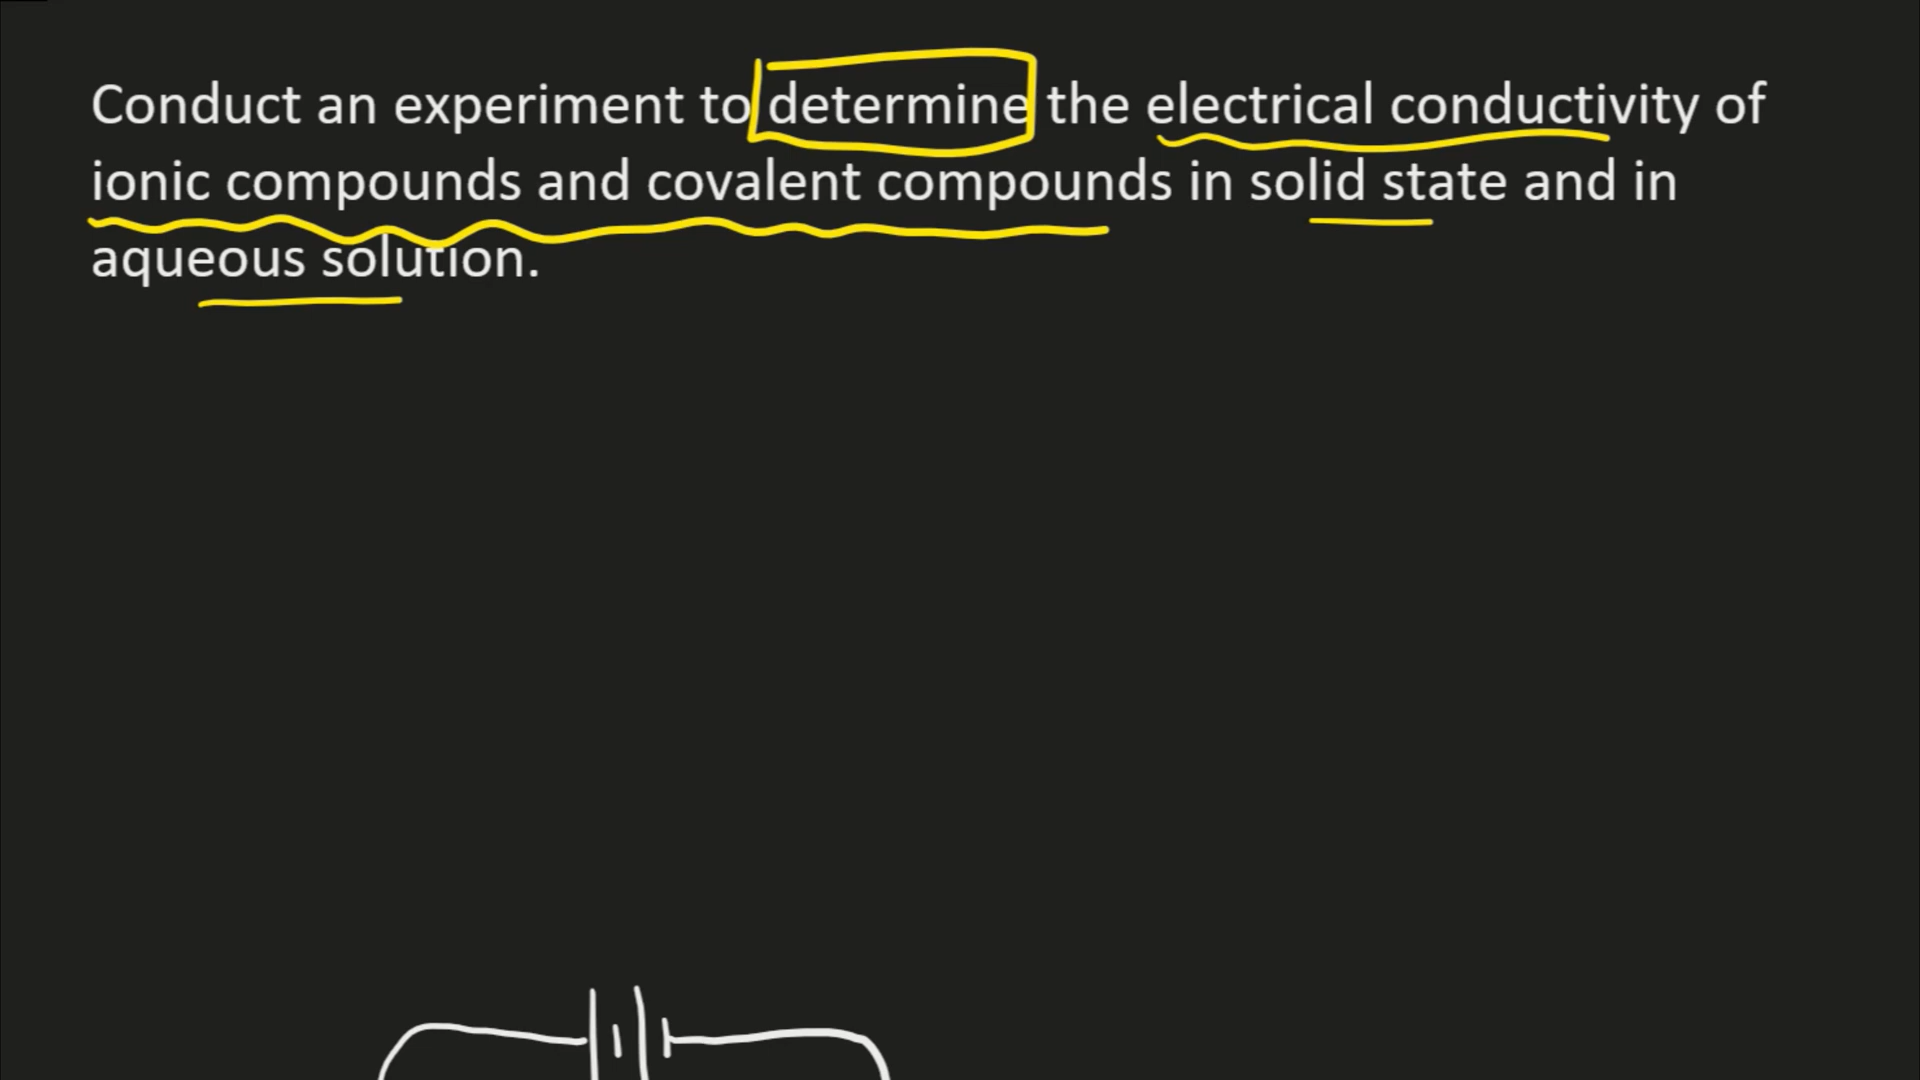 Conduct an experiment to determine the electrical conductivity of
ionic compounds and covalent compounds in solid state and in
aqueous solution.